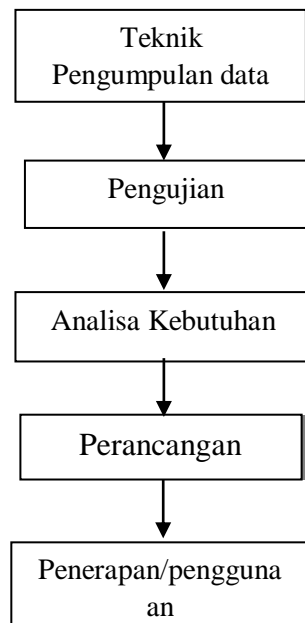 Teknik
Pengumpulan data
Pengujian
Analisa Kebutuhan
Perancangan
Penerapan/pengguna
an